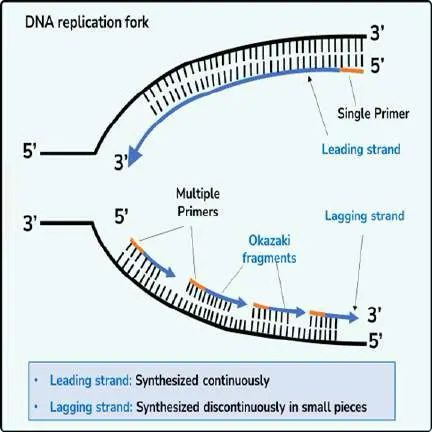 DNA replication fork
3'
5'
Single Primer
Leading strand
5'
3'
3'
5'
Multiple
Primers
Lagging strand
Okazaki
fragments
3'
5'
• Leading strand: Synthesized continuously
• Lagging strand: Synthesized discontinuously in small pieces